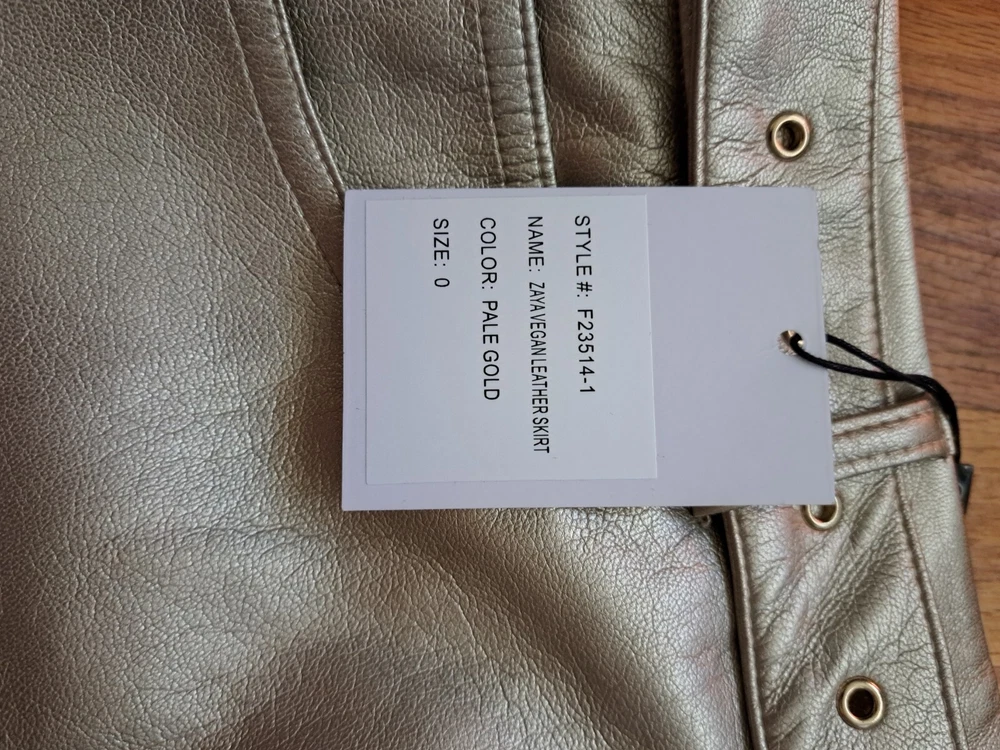 STYLE #: F23514-1
NAME: ZAYA VEGAN LEATHER SKIRT
COLOR: PALE GOLD
SIZE: 0